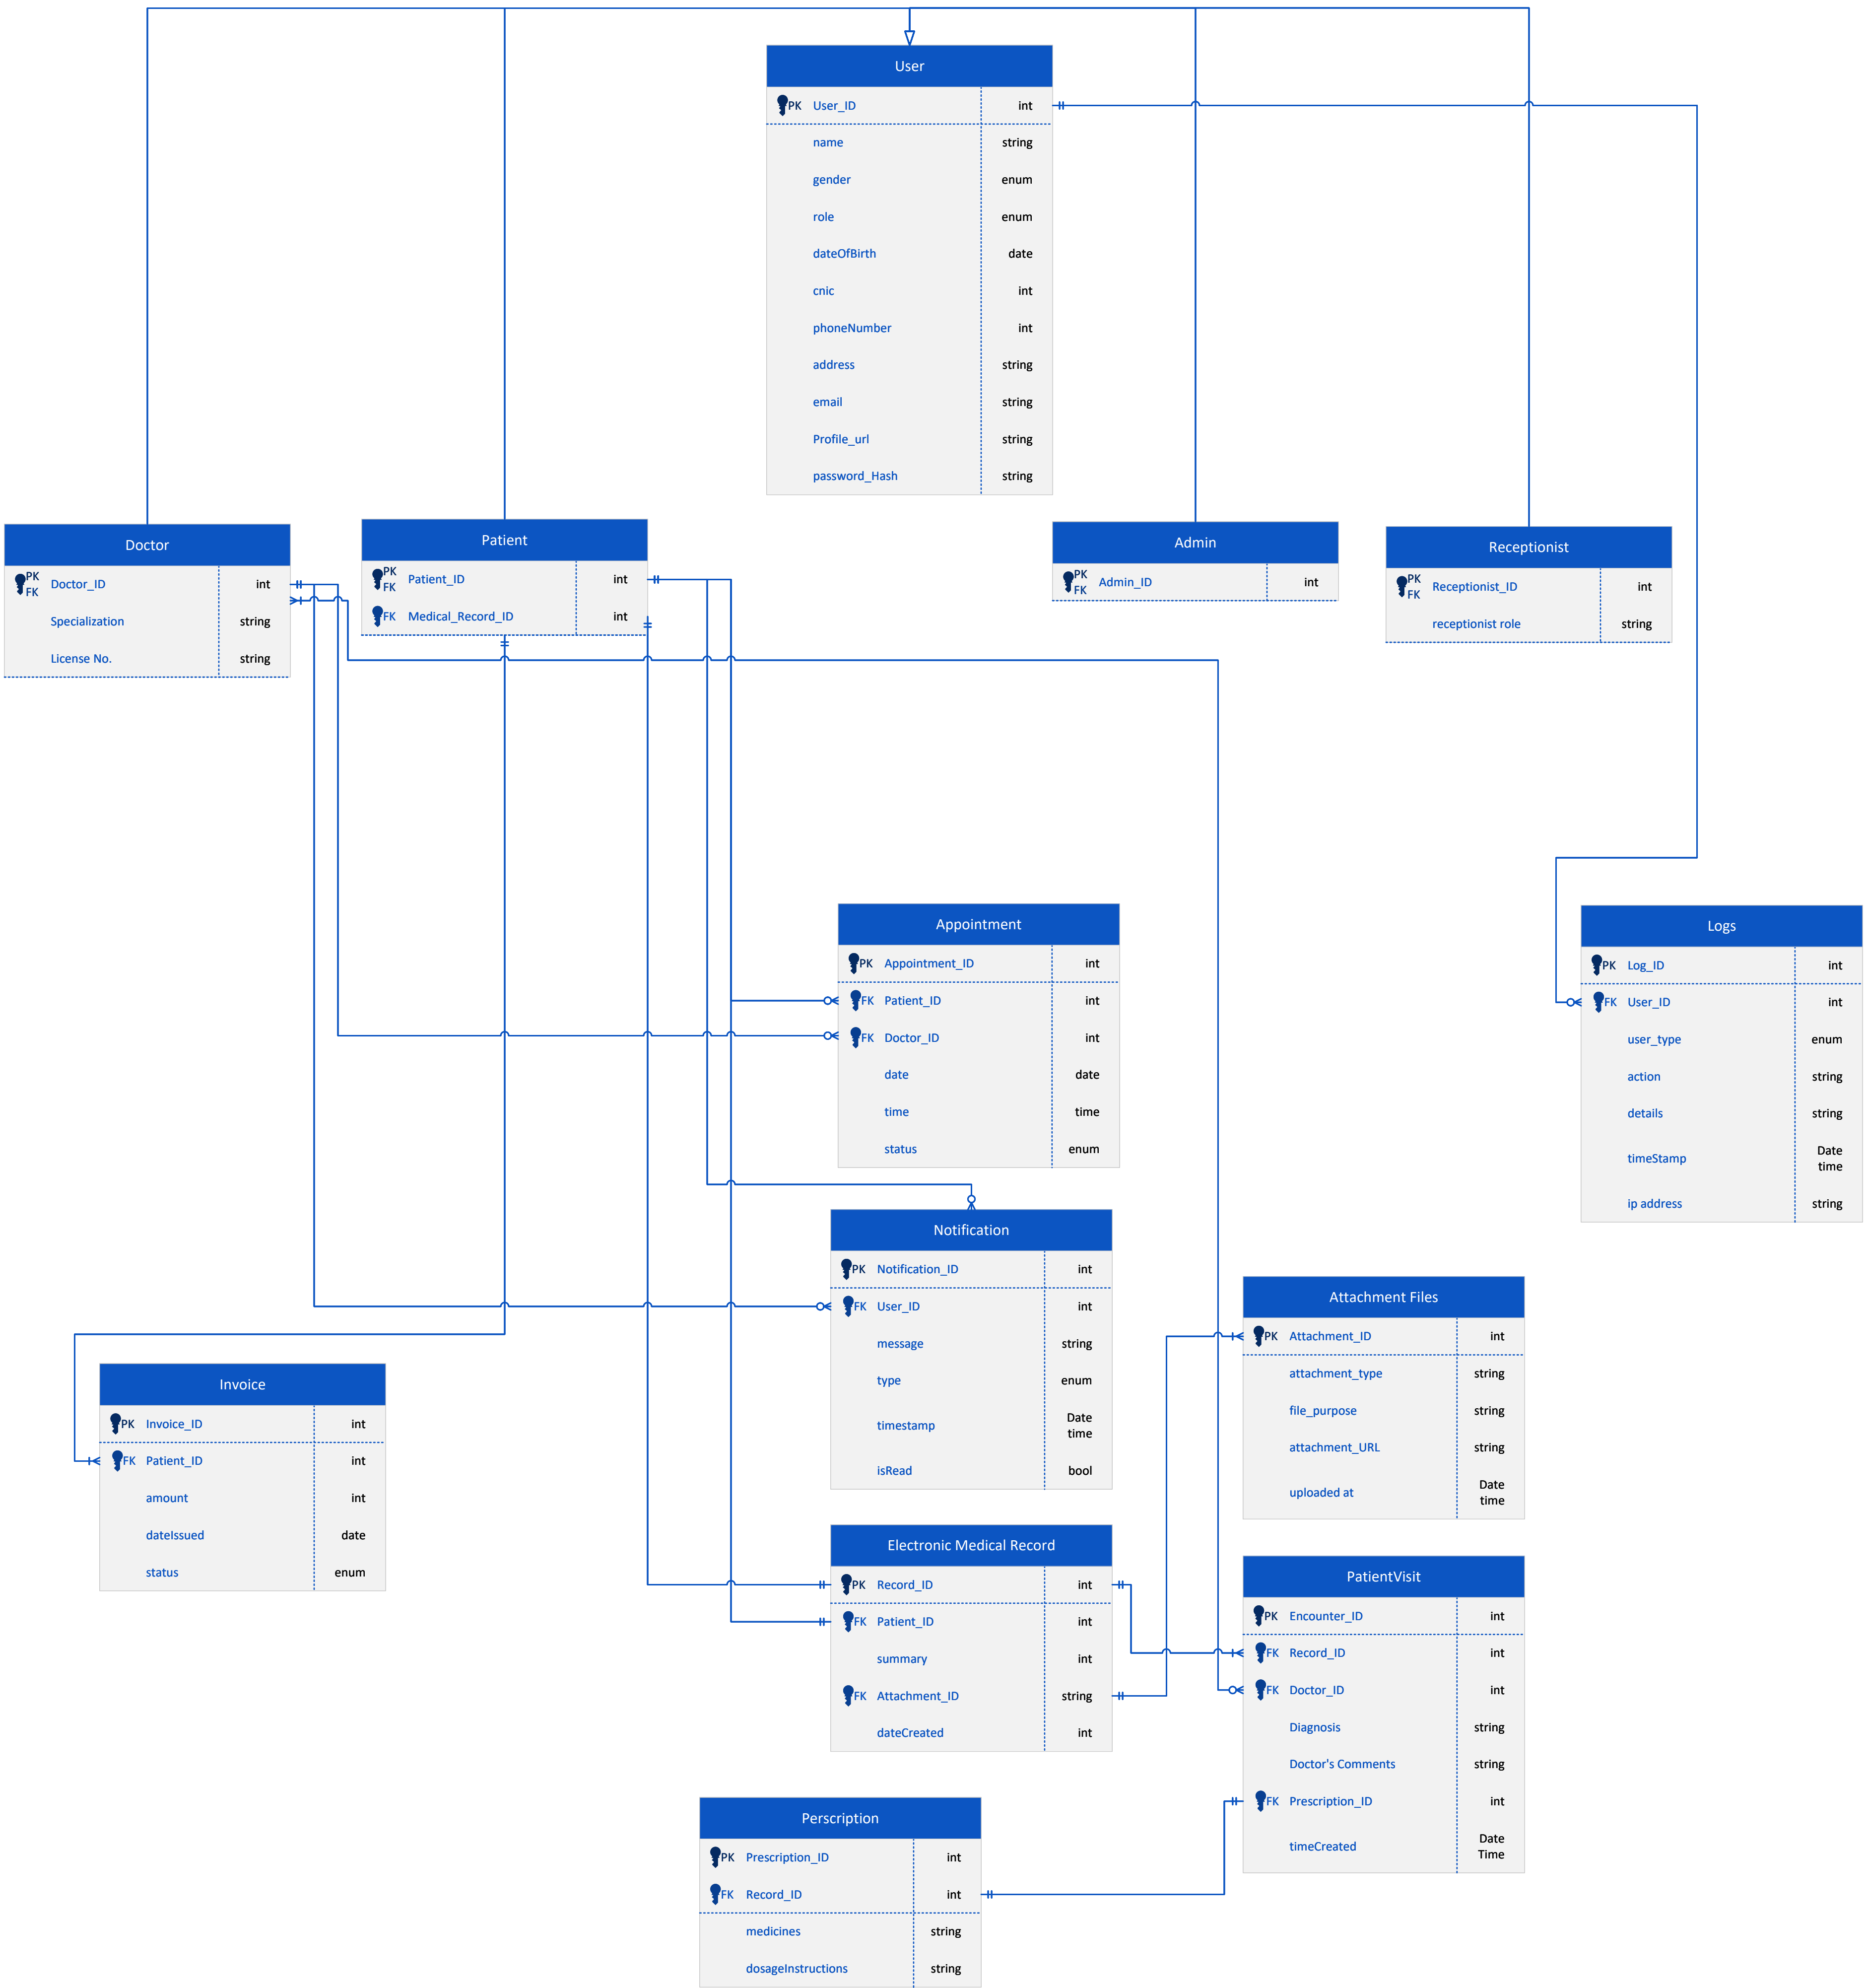 User
PK User_ID int
name string
gender enum
role enum
dateOfBirth date
cnic int
phoneNumber int
address string
email string
Profile_url string
password_Hash string
Doctor
PK
FK
Doctor_ID int
Specialization string
License No. string
Patient
PK
FK
Patient_ID int
FK Medical_Record_ID int
Admin
PK
FK
Admin_ID int
Receptionist
PK
FK
Receptionist_ID int
receptionist role string
Appointment
PK Appointment_ID int
FK Patient_ID int
FK Doctor_ID int
date date
time time
status enum
Logs
PK Log_ID int
FK User_ID int
user_type enum
action string
details string
timeStamp Date
time
ip address string
Notification
PK Notification_ID int
FK User_ID int
message string
type enum
timestamp Date
time
isRead bool
Attachment Files
PK Attachment_ID int
attachment_type string
file_purpose string
attachment_URL string
uploaded at Date
time
Invoice
PK Invoice_ID int
FK Patient_ID int
amount int
dateIssued date
status enum
Electronic Medical Record
PK Record_ID int
FK Patient_ID int
summary int
FK Attachment_ID string
dateCreated int
PatientVisit
PK Encounter_ID int
FK Record_ID int
FK Doctor_ID int
Diagnosis string
Doctor's Comments string
FK Prescription_ID int
timeCreated Date
Time
Perscription
PK Prescription_ID int
FK Record_ID int
medicines string
dosageInstructions string